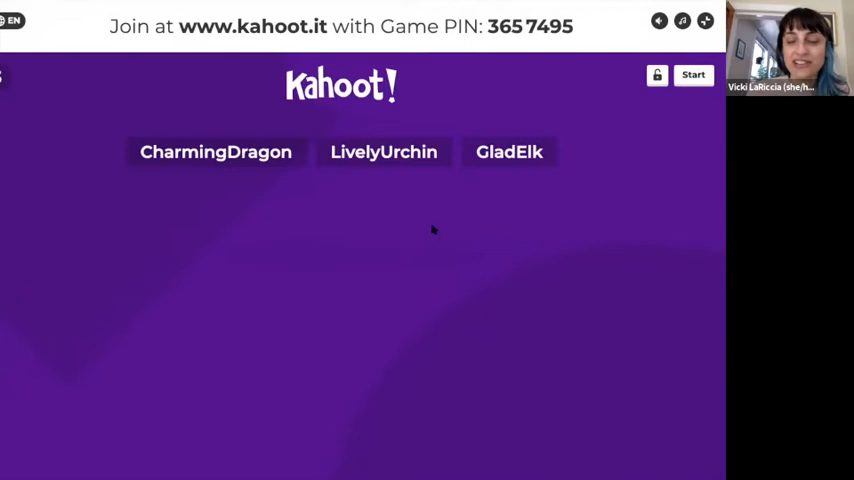 EN
Join at www.kahoot.it with Game PIN: 365 7495
Kahoot!
Start
CharmingDragon LivelyUrchin GladElk
Vicki LaRiccia (she/h...